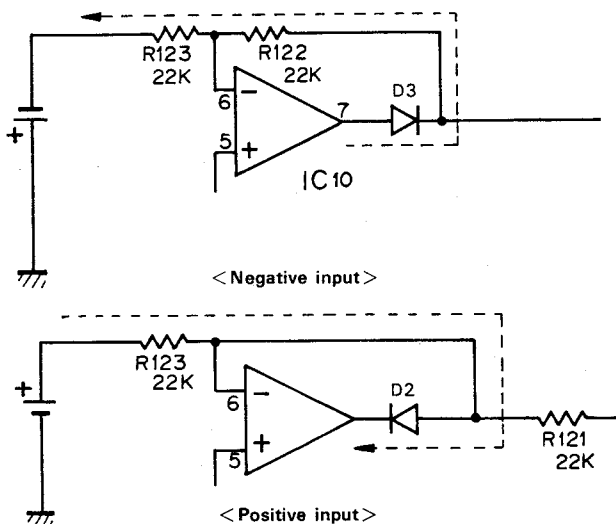 R123
22K
R122
22K
6
−
7
D3
5
+
+
IC10
<Negative input>
R123
22K
+
6
−
D2
5
+
R121
22K
<Positive input>